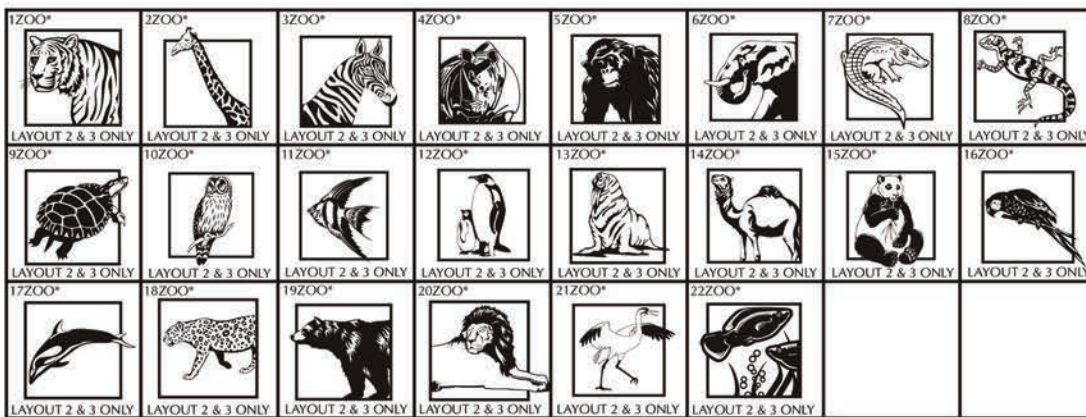 1ZOO* 2ZOO* 3ZOO* 4ZOO* 5ZOO* 6ZOO* 7ZOO* 8ZOO*
LAYOUT 2 & 3 ONLY LAYOUT 2 & 3 ONLY LAYOUT 2 & 3 ONLY LAYOUT 2 & 3 ONLY LAYOUT 2 & 3 ONLY LAYOUT 2 & 3 ONLY LAYOUT 2 & 3 ONLY LAYOUT 2 & 3 ONLY
9ZOO* 10ZOO* 11ZOO* 12ZOO* 13ZOO* 14ZOO* 15ZOO* 16ZOO*
LAYOUT 2 & 3 ONLY LAYOUT 2 & 3 ONLY LAYOUT 2 & 3 ONLY LAYOUT 2 & 3 ONLY LAYOUT 2 & 3 ONLY LAYOUT 2 & 3 ONLY LAYOUT 2 & 3 ONLY LAYOUT 2 & 3 ONLY
17ZOO* 18ZOO* 19ZOO* 20ZOO* 21ZOO* 22ZOO*
LAYOUT 2 & 3 ONLY LAYOUT 2 & 3 ONLY LAYOUT 2 & 3 ONLY LAYOUT 2 & 3 ONLY LAYOUT 2 & 3 ONLY LAYOUT 2 & 3 ONLY